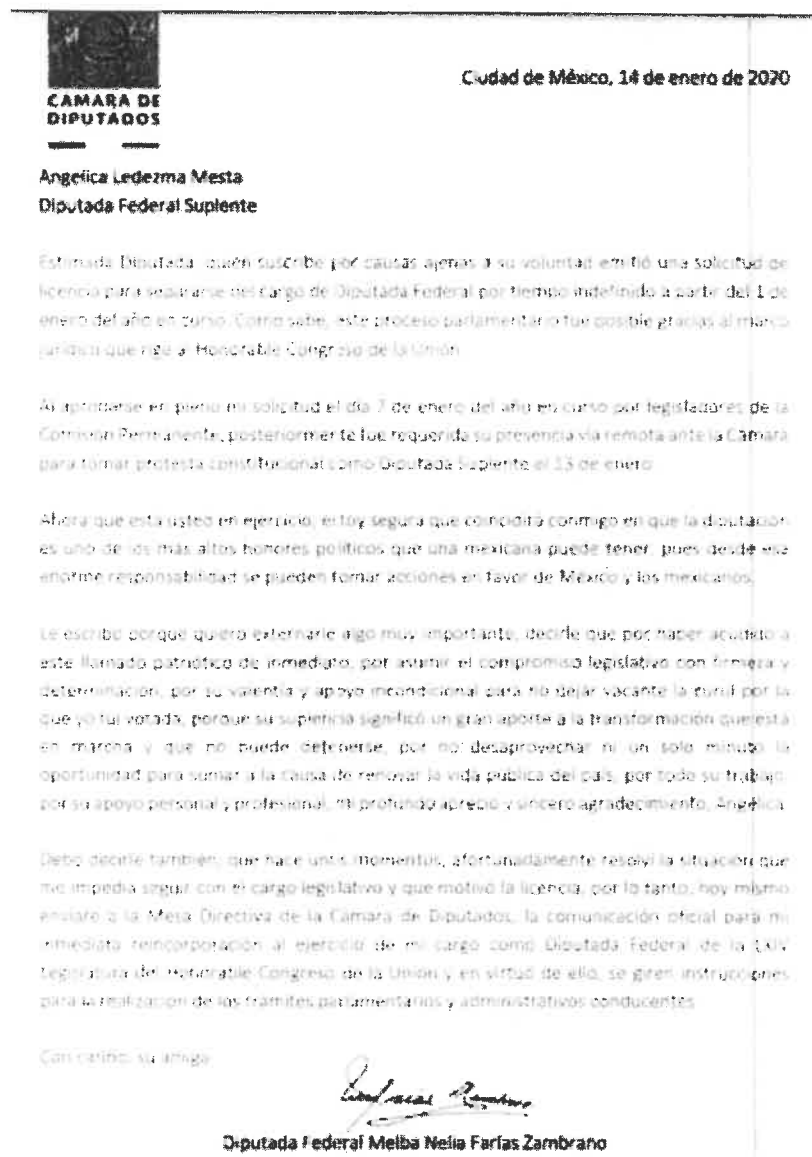 Ciudad de México, 14 de enero de 2020
CAMARA DE
DIPUTADOS
Angelica Ledezma Mesta
Diputada Federal Suplente
Estimada Diputada, quien suscribe por causas ajenas a su voluntad emitió una solicitud de
licencia para separarse del cargo de Diputada Federal por tiempo indefinido a partir del 1 de
enero del año en curso. Como sabe, este proceso parlamentario fue posible gracias al marco
jurídico que rige al Honorable Congreso de la Unión
Al aprobarse en pleno mi solicitud el día 7 de enero del año en curso por legisladores de la
Comisión Permanente, posteriormente fue requerida su presencia vía remota ante la Cámara
para tomar protesta constitucional como Diputada Suplente el 13 de enero
Ahora que está usted en ejercicio, estoy segura que coincidirá conmigo en que la diputación
es uno de los más altos honores políticos que una mexicana puede tener, pues desde esa
enorme responsabilidad se pueden tomar acciones en favor de México y los mexicanos.
Le escribo porque quiero externarle algo muy importante, decirle que por haber acudido a
este llamado patriótico de inmediato, por asumir el compromiso legislativo con firmeza y
determinación, por su valentía y apoyo incondicional para no dejar vacante la curul por la
que yo fui votada, porque su suplencia significó un gran aporte a la transformación que está
en marcha y que no puede detenerse, por no desaprovechar ni un solo minuto la
oportunidad para sumar a la causa de renovar la vida pública del país, por todo su trabajo,
por su apoyo personal y profesional, mi profundo aprecio y sincero agradecimiento, Angélica.
Debo decirle también, que hace unos momentos, afortunadamente resolví la situación que
me impedía seguir con el cargo legislativo y que motivó la licencia, por lo tanto, hoy mismo
enviaré a la Mesa Directiva de la Cámara de Diputados, la comunicación oficial para mi
inmediata reincorporación al ejercicio de mi cargo como Diputada Federal de la LXIV
Legislatura del Honorable Congreso de la Unión y en virtud de ello, se giren instrucciones
para la realización de los trámites parlamentarios y administrativos conducentes
Con cariño, su amiga
Diputada Federal Melba Nelia Farías Zambrano